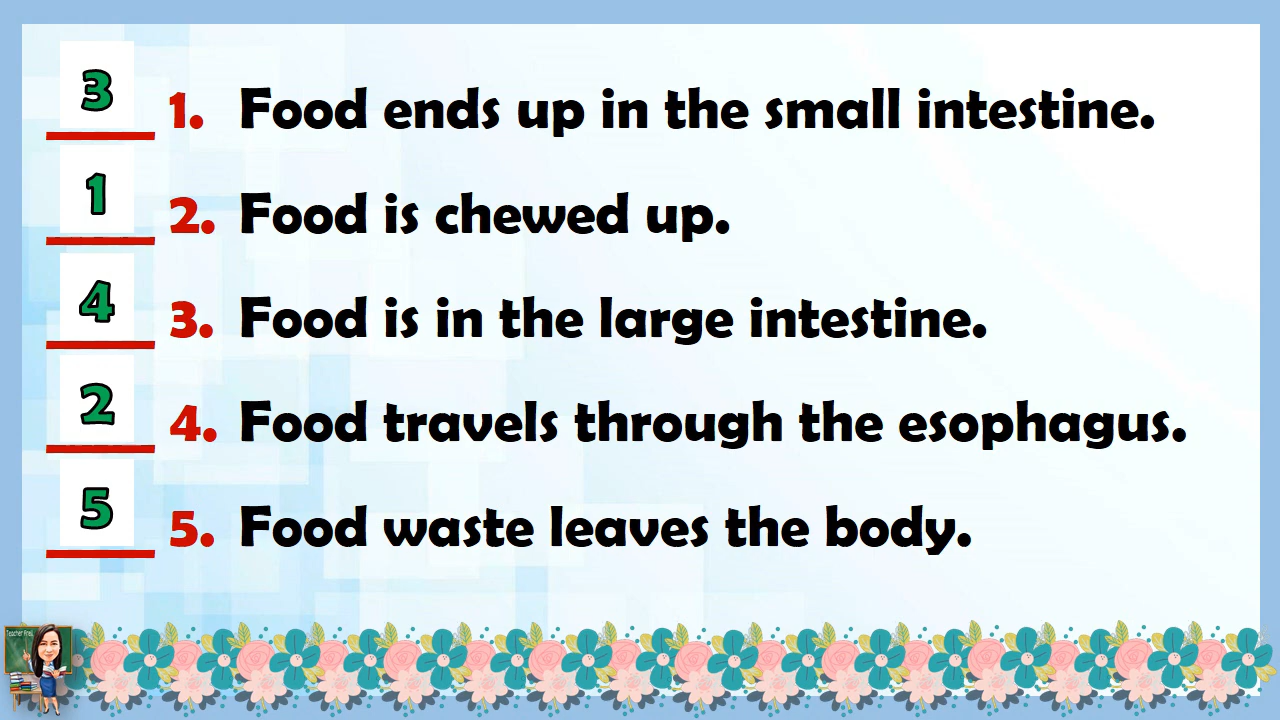 3 1. Food ends up in the small intestine.
1 2. Food is chewed up.
4 3. Food is in the large intestine.
2 4. Food travels through the esophagus.
5 5. Food waste leaves the body.